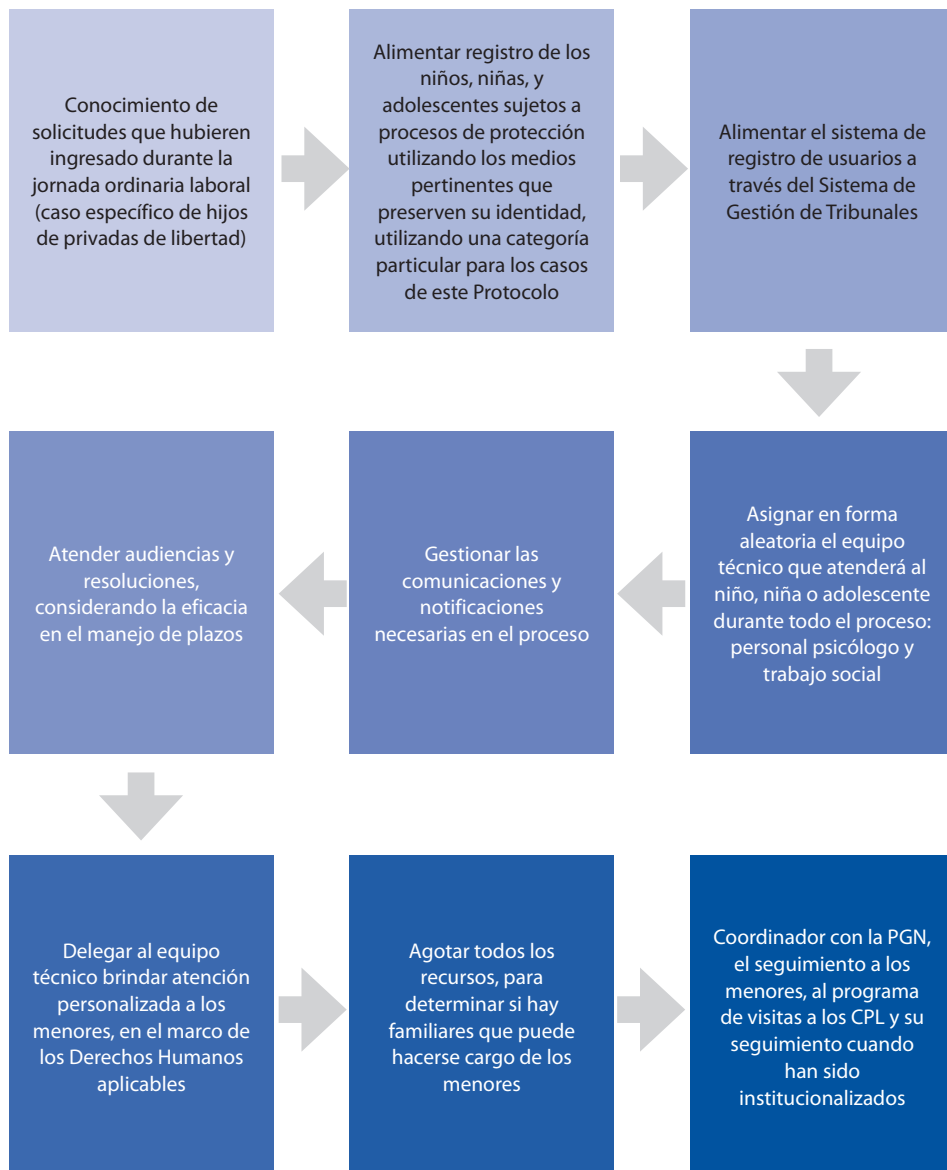 Conocimiento de
solicitudes que hubieren
ingresado durante la
jornada ordinaria laboral
(caso específico de hijos
de privadas de libertad)
Alimentar registro de los
niños, niñas, y
adolescentes sujetos a
procesos de protección
utilizando los medios
pertinentes que
preserven su identidad,
utilizando una categoría
particular para los casos
de este Protocolo
Alimentar el sistema de
registro de usuarios a
través del Sistema de
Gestión de Tribunales
Asignar en forma
aleatoria el equipo
técnico que atenderá al
niño, niña o adolescente
durante todo el proceso:
personal psicólogo y
trabajo social
Gestionar las
comunicaciones y
notificaciones
necesarias en el proceso
Atender audiencias y
resoluciones,
considerando la eficacia
en el manejo de plazos
Delegar al equipo
técnico brindar atención
personalizada a los
menores, en el marco de
los Derechos Humanos
aplicables
Agotar todos los
recursos, para
determinar si hay
familiares que puede
hacerse cargo de los
menores
Coordinador con la PGN,
el seguimiento a los
menores, al programa
de visitas a los CPL y su
seguimiento cuando
han sido
institucionalizados